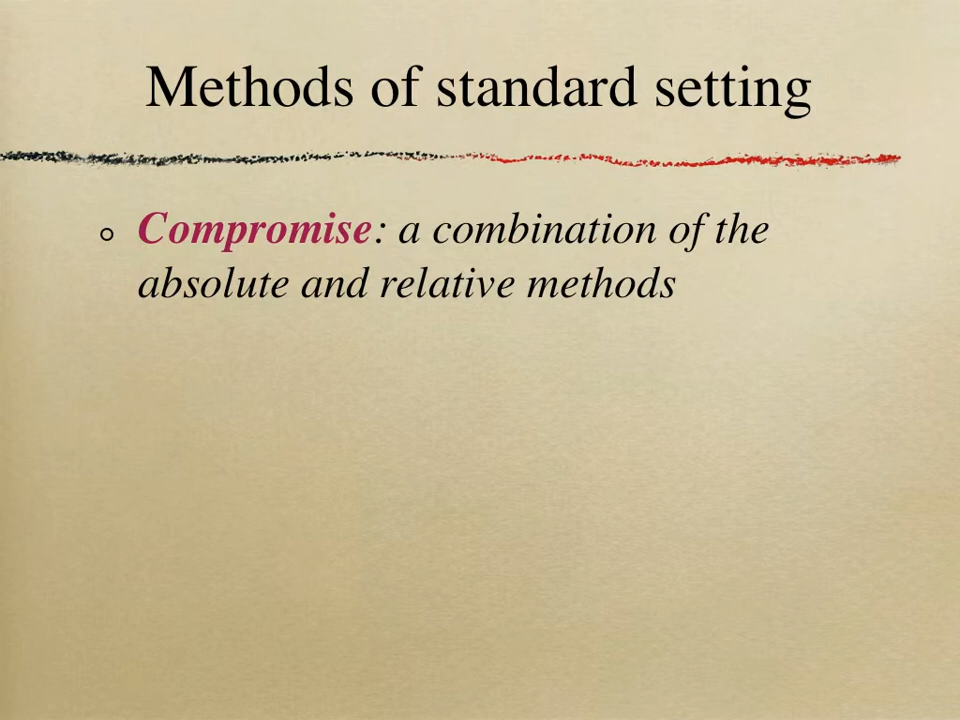 Methods of standard setting
Compromise: a combination of the
absolute and relative methods